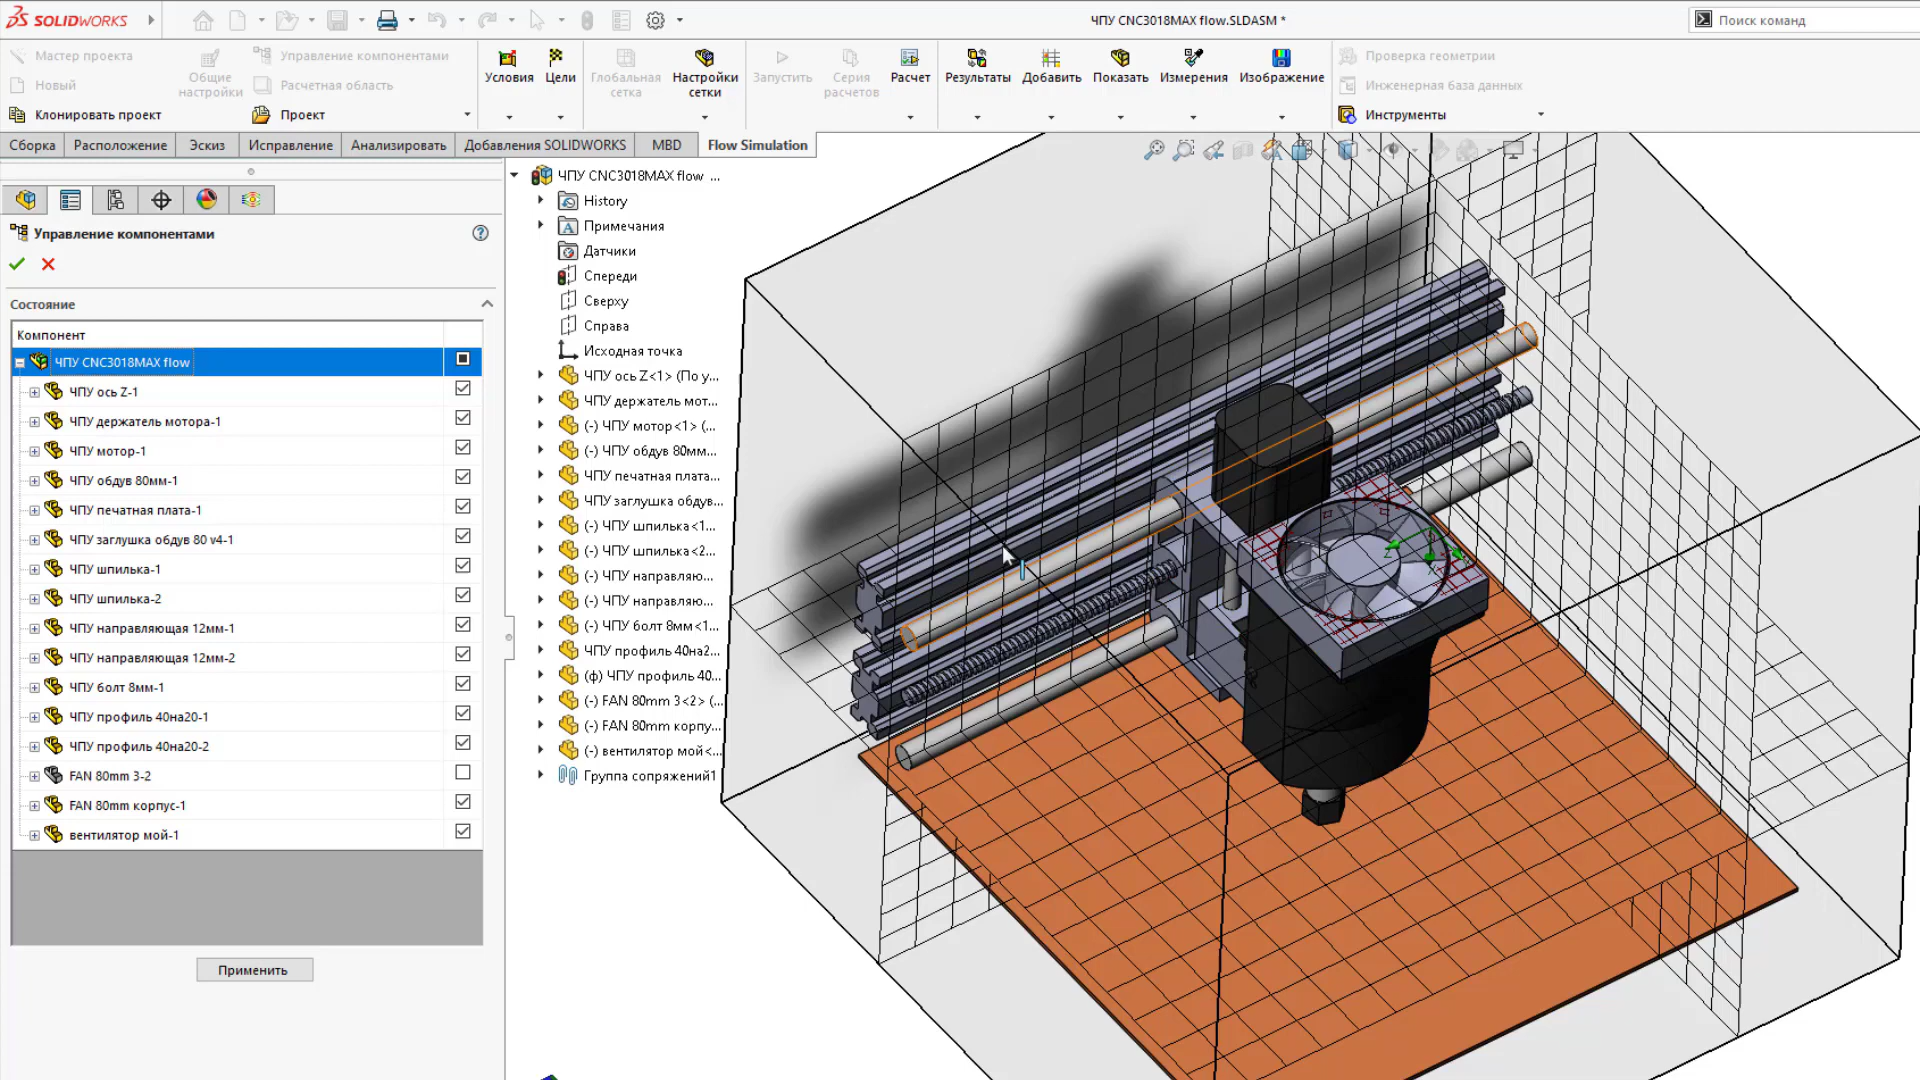 SOLIDWORKS
ЧПУ CNC3018MAX flow.SLDASM *
Поиск команд
Мастер проекта
Новый
Клонировать проект
Общие настройки
Управление компонентами
Расчетная область
Проект
Условия
Цели
Глобальная сетка
Настройки сетки
Запустить
Серия расчетов
Расчет
Результаты
Добавить
Показать
Измерения
Изображение
Проверка геометрии
Инженерная база данных
Инструменты
Сборка
Расположение
Эскиз
Исправление
Анализировать
Добавления SOLIDWORKS
MBD
Flow Simulation
Управление компонентами
Состояние
Компонент
ЧПУ CNC3018MAX flow
ЧПУ ось Z-1
ЧПУ держатель мотора-1
ЧПУ мотор-1
ЧПУ обдув 80мм-1
ЧПУ печатная плата-1
ЧПУ заглушка обдув 80 v4-1
ЧПУ шпилька-1
ЧПУ шпилька-2
ЧПУ направляющая 12мм-1
ЧПУ направляющая 12мм-2
ЧПУ болт 8мм-1
ЧПУ профиль 40на20-1
ЧПУ профиль 40на20-2
FAN 80mm 3-2
FAN 80mm корпус-1
вентилятор мой-1
Применить
ЧПУ CNC3018MAX flow ...
History
Примечания
Датчики
Спереди
Сверху
Справа
Исходная точка
ЧПУ ось Z<1> (По у...
ЧПУ держатель мот...
(-) ЧПУ мотор<1> (...
(-) ЧПУ обдув 80мм...
ЧПУ печатная плата...
ЧПУ заглушка обдув...
(-) ЧПУ шпилька<1...
(-) ЧПУ шпилька<2...
(-) ЧПУ направляю...
(-) ЧПУ направляю...
(-) ЧПУ болт 8мм<1...
ЧПУ профиль 40на2...
(ф) ЧПУ профиль 40...
(-) FAN 80mm 3<2> (...
(-) FAN 80mm корпу...
(-) вентилятор мой<...
Группа сопряжений1